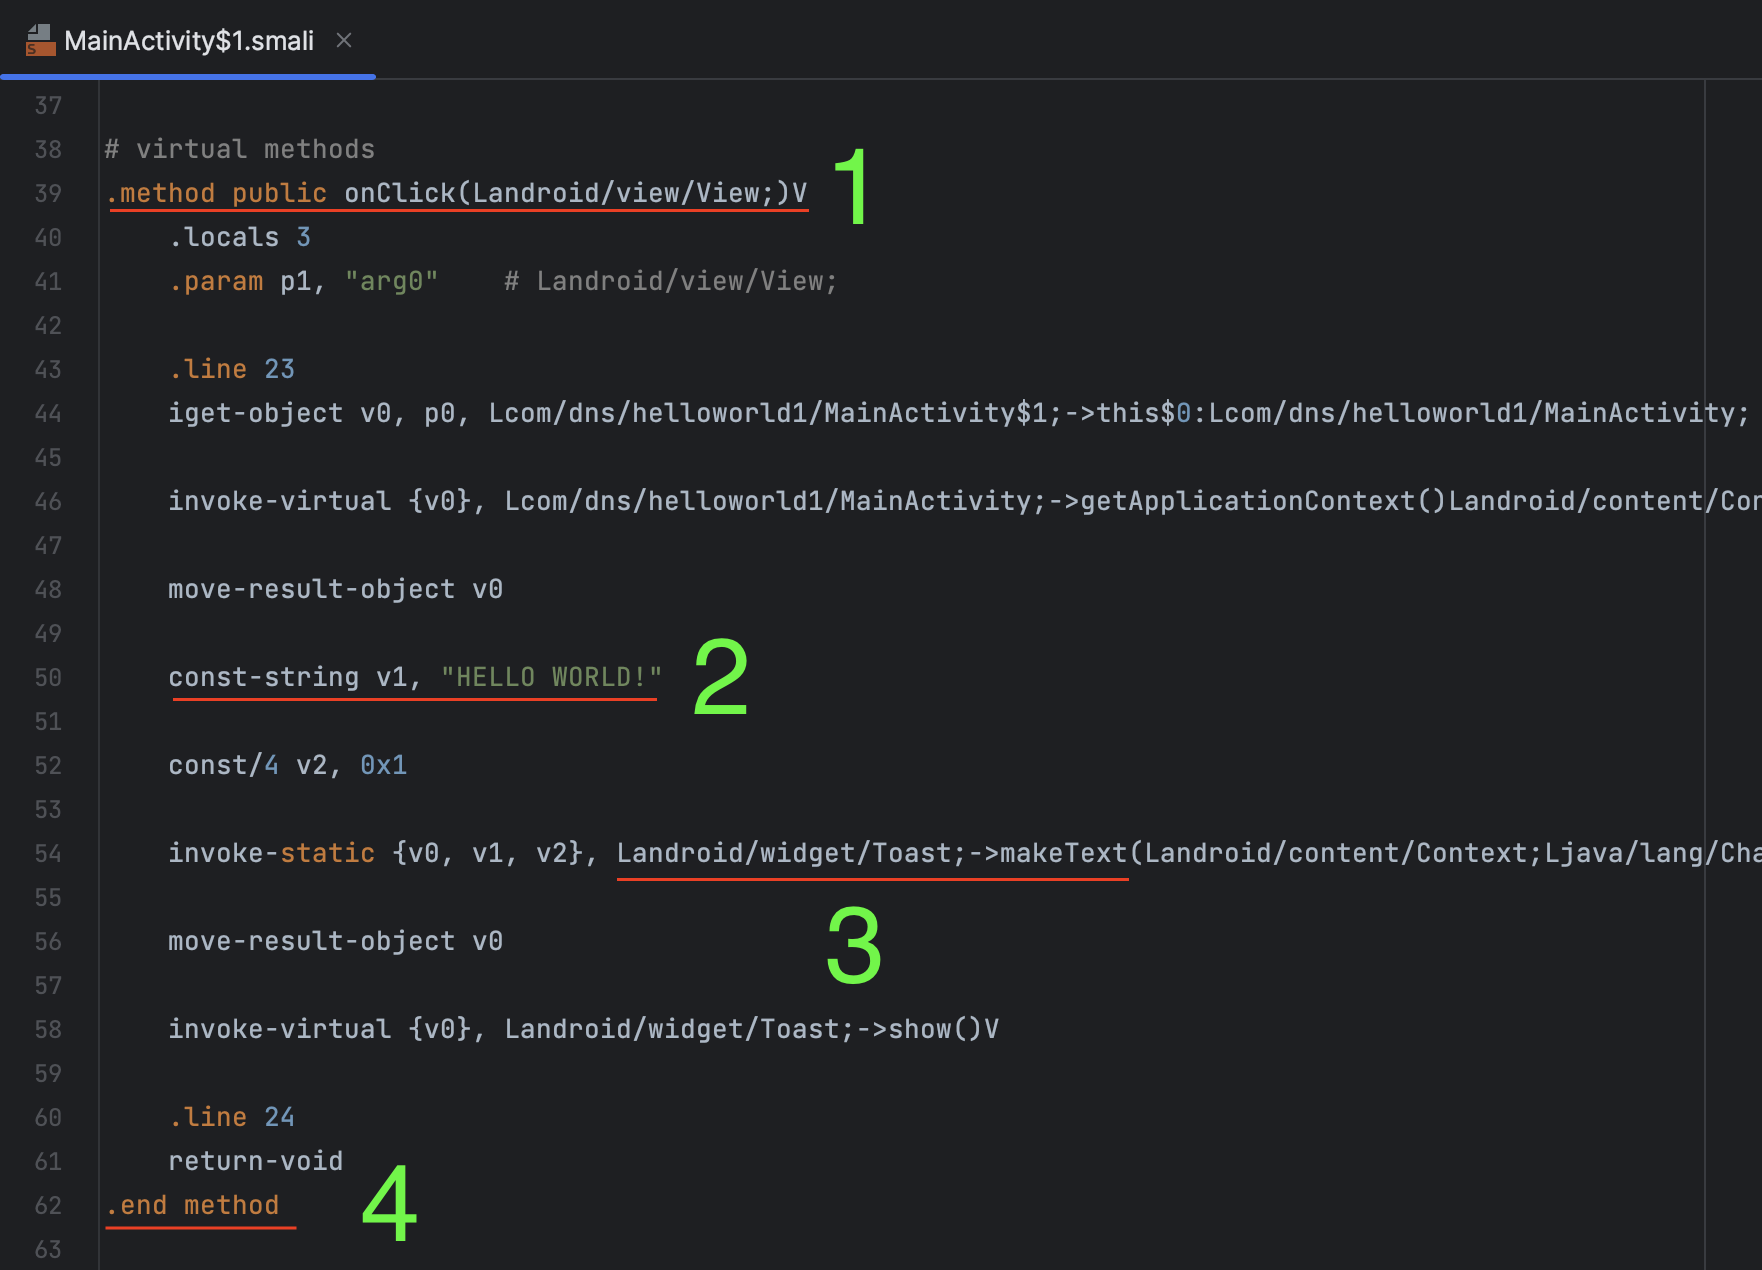 MainActivity$1.smali
37
38 # virtual methods
39 .method public onClick(Landroid/view/View;)V 1
40 .locals 3
41 .param p1, "arg0" # Landroid/view/View;
42
43 .line 23
44 iget-object v0, p0, Lcom/dns/helloworld1/MainActivity$1;->this$0:Lcom/dns/helloworld1/MainActivity;
45
46 invoke-virtual {v0}, Lcom/dns/helloworld1/MainActivity;->getApplicationContext()Landroid/content/Con
47
48 move-result-object v0
49
50 const-string v1, "HELLO WORLD!" 2
51
52 const/4 v2, 0x1
53
54 invoke-static {v0, v1, v2}, Landroid/widget/Toast;->makeText(Landroid/content/Context;Ljava/lang/Cha
55
56 move-result-object v0 3
57
58 invoke-virtual {v0}, Landroid/widget/Toast;->show()V
59
60 .line 24
61 return-void
62 .end method 4
63